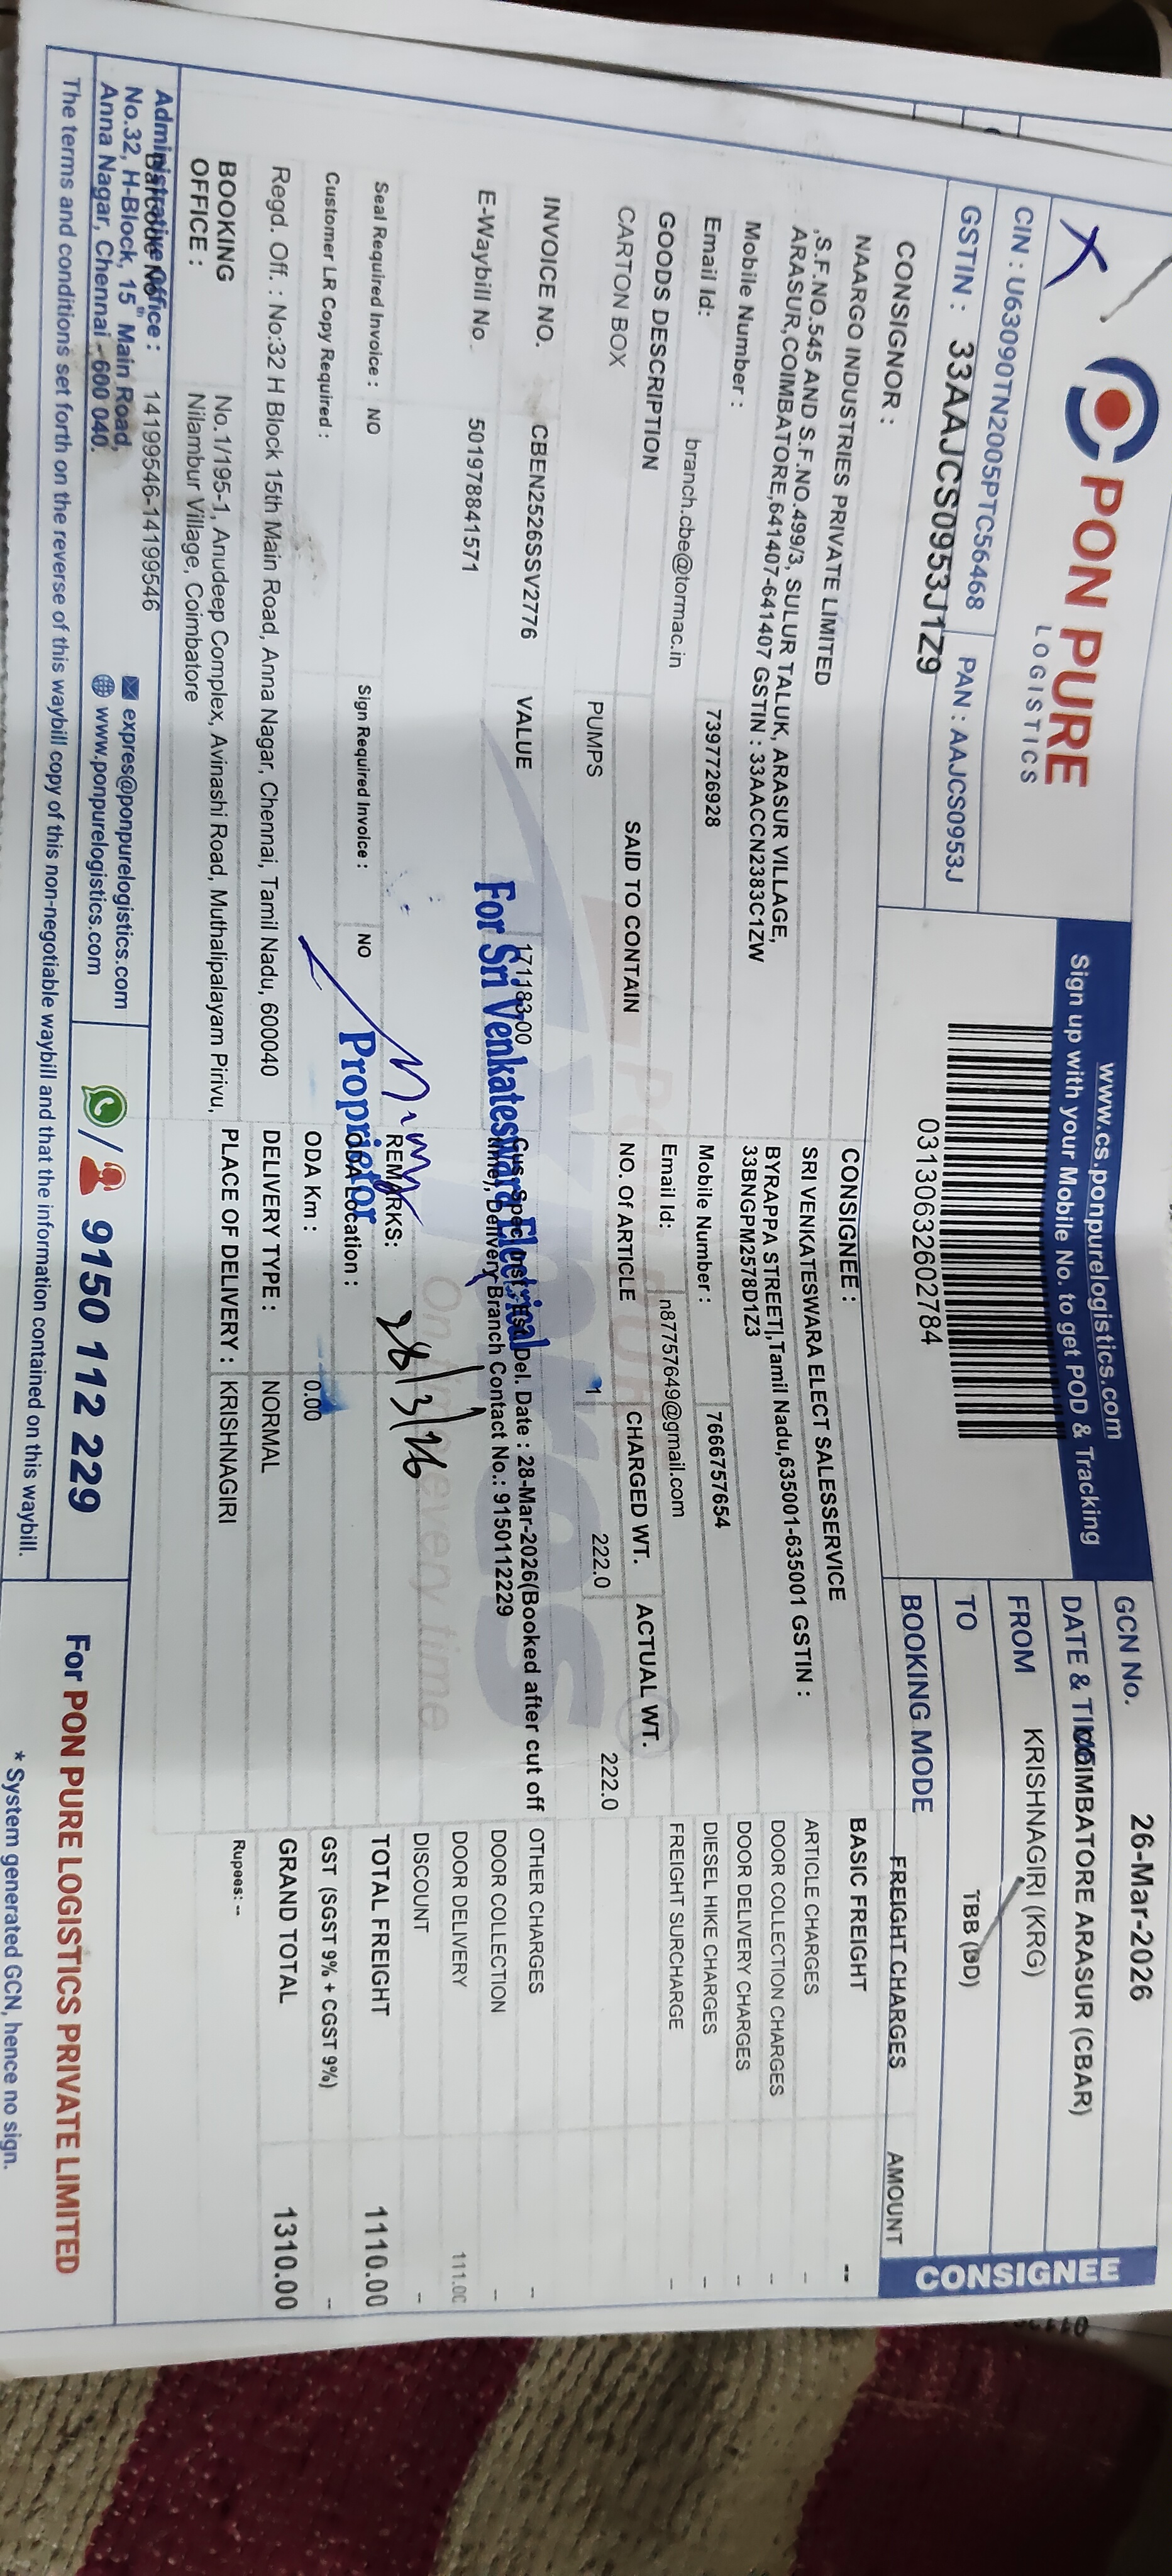 PON PURE
LOGISTICS
CIN : U63090TN2005PTC56468
GSTIN : 33AAJCS0953J1Z9
PAN : AAJCS0953J
www.cs.ponpurelogistics.com
Sign up with your Mobile No. to get POD & Tracking
0313063262602784
GCN No.
26-Mar-2026
DATE & TIME
COIMBATORE ARASUR (CBAR)
FROM
KRISHNAGIRI (KRG)
TO
TBB (BD)
BOOKING MODE
CONSIGNEE
CONSIGNOR :
NAARGO INDUSTRIES PRIVATE LIMITED
,S.F.NO.545 AND S.F.NO.499/3, SULUR TALUK, ARASUR VILLAGE,
ARASUR,COIMBATORE,641407-641407 GSTIN : 33AACCN2383C1ZW
Mobile Number :
7397726928
Email Id:
branch.cbe@tormac.in
CONSIGNEE :
SRI VENKATESWARA ELECT SALESSERVICE
BYRAPPA STREET|,Tamil Nadu,635001-635001 GSTIN :
33BNGPM2578D1Z3
Mobile Number :
7666757654
Email Id:
n87757649@gmail.com
GOODS DESCRIPTION
SAID TO CONTAIN
NO. OF ARTICLE
CHARGED WT.
ACTUAL WT.
CARTON BOX
PUMPS
1
222.0
222.0
INVOICE NO.
CBEN2526SSV2776
VALUE
171183.00
E-Waybill No
501978841571
Del. Date : 28-Mar-2026(Booked after cut off
time), Delivery Branch Contact No.: 9150112229
For Sri Venkateswara Electrical
Proprietor
REMARKS:
28/3/26
Seal Required Invoice : NO
Sign Required Invoice : NO
ODA Location :
Customer LR Copy Required :
ODA Km :
0.00
Regd. Off. : No:32 H Block 15th Main Road, Anna Nagar, Chennai, Tamil Nadu, 600040
DELIVERY TYPE :
NORMAL
BOOKING
OFFICE :
No.1/195-1, Anudeep Complex, Avinashi Road, Muthalipalayam Pirivu,
Nilambur Village, Coimbatore
PLACE OF DELIVERY :
KRISHNAGIRI
FREIGHT CHARGES
AMOUNT
BASIC FREIGHT --
ARTICLE CHARGES –
DOOR COLLECTION CHARGES –
DOOR DELIVERY CHARGES –
DIESEL HIKE CHARGES –
FREIGHT SURCHARGE –
OTHER CHARGES –
DOOR COLLECTION –
DOOR DELIVERY 111.00
DISCOUNT –
TOTAL FREIGHT 1110.00
GST (SGST 9% + CGST 9%) –
GRAND TOTAL 1310.00
Rupees: --
Barcode No
14199546-14199546
Administrative Office :
No.32, H-Block, 15th Main Road,
Anna Nagar, Chennai - 600 040.
expres@ponpurelogistics.com
www.ponpurelogistics.com
9150 112 229
For PON PURE LOGISTICS PRIVATE LIMITED
The terms and conditions set forth on the reverse of this waybill copy of this non-negotiable waybill and that the information contained on this waybill.
* System generated GCN, hence no sign.